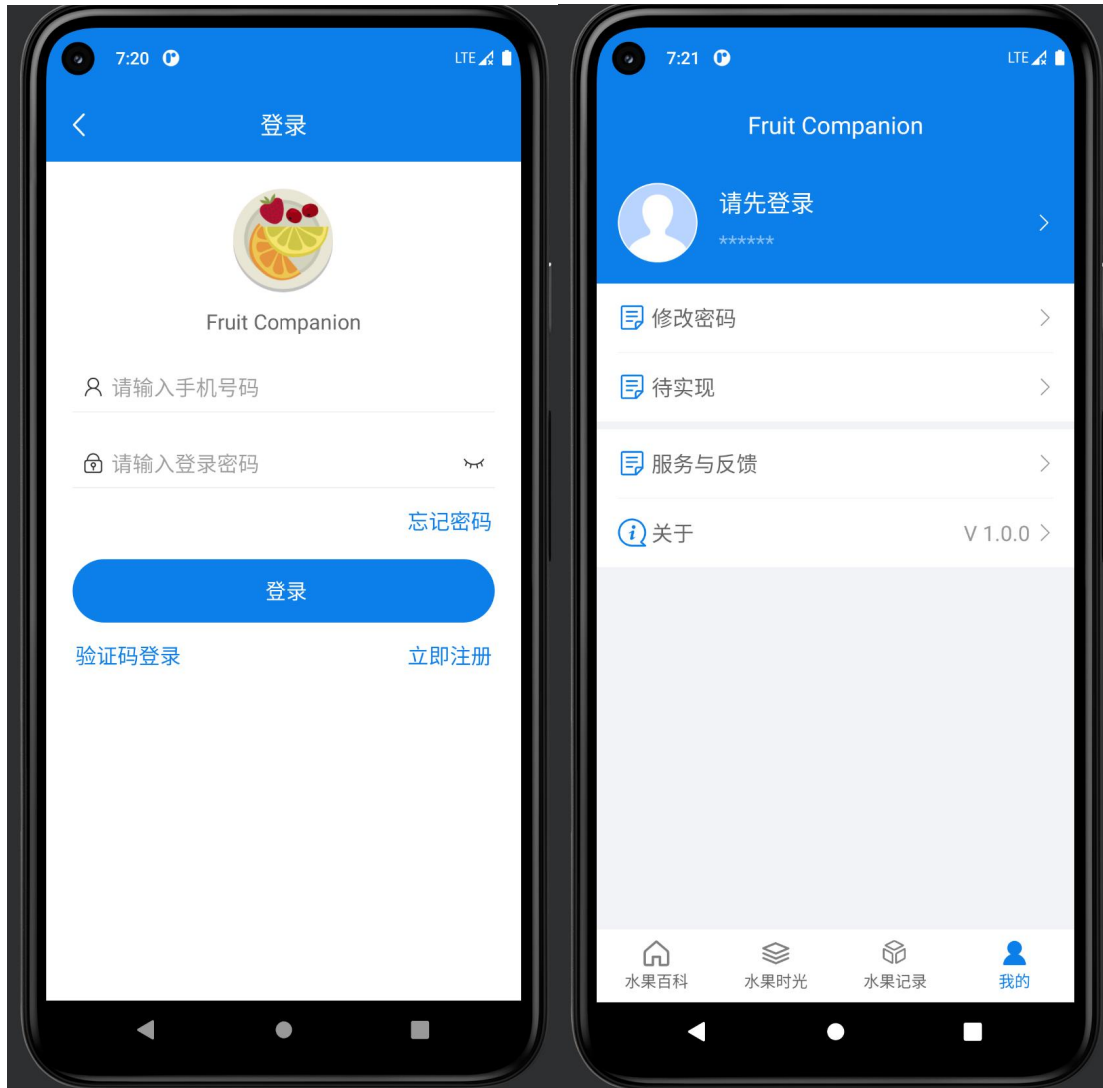 7:20
LTE
登录
Fruit Companion
请输入手机号码
请输入登录密码
忘记密码
登录
验证码登录 立即注册
7:21
LTE
Fruit Companion
请先登录
******
修改密码
待实现
服务与反馈
关于 V 1.0.0
水果百科 水果时光 水果记录 我的